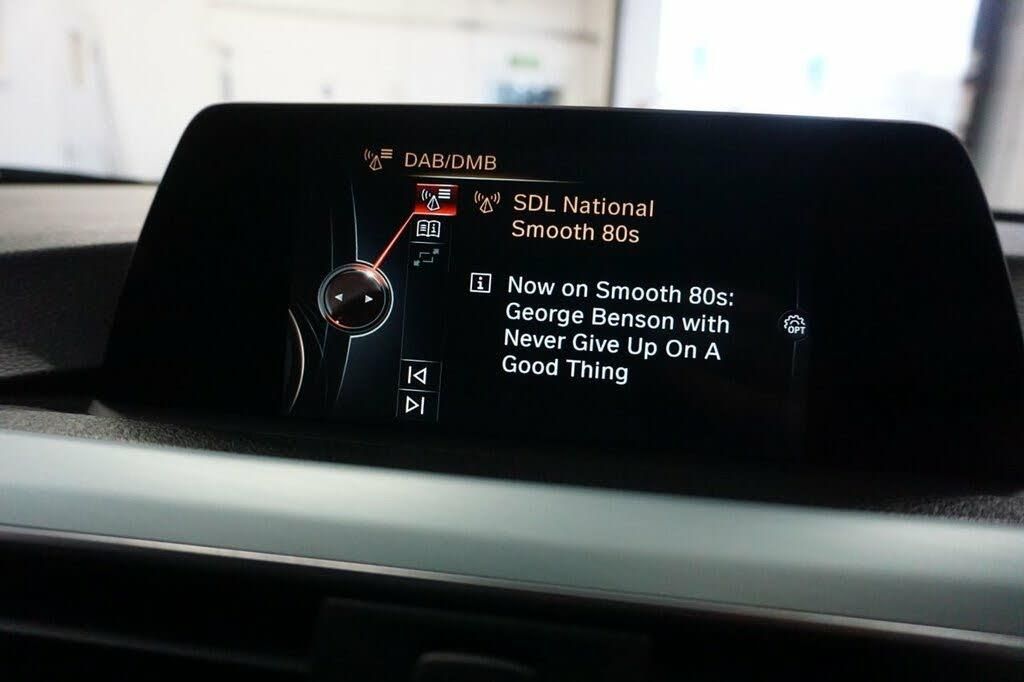 DAB/DMB
SDL National
Smooth 80s
Now on Smooth 80s:
George Benson with
Never Give Up On A
Good Thing
OPT